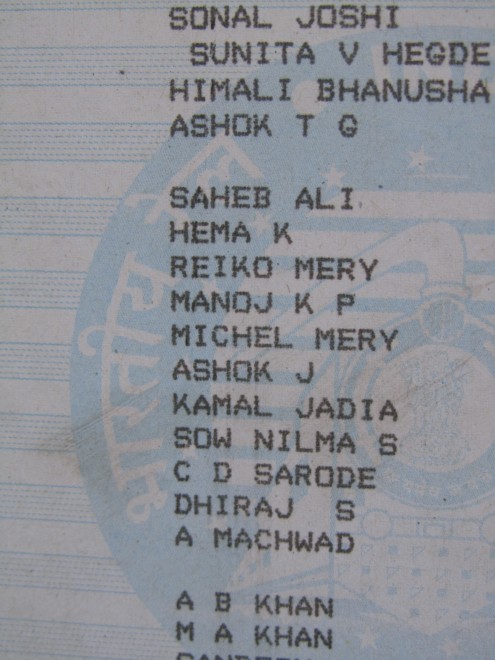 SONAL JOSHI
SUNITA V HEGDE
HIMALI BHANUSHA
ASHOK T G
SAHEB ALI
HEMA K
REIKO MERY
MANOJ K P
MICHEL MERY
ASHOK J
KAMAL JADIA
SOW NILMA S
C D SARODE
DHIRAJ S
A MACHWAD
A B KHAN
M A KHAN
भारतीय रेल